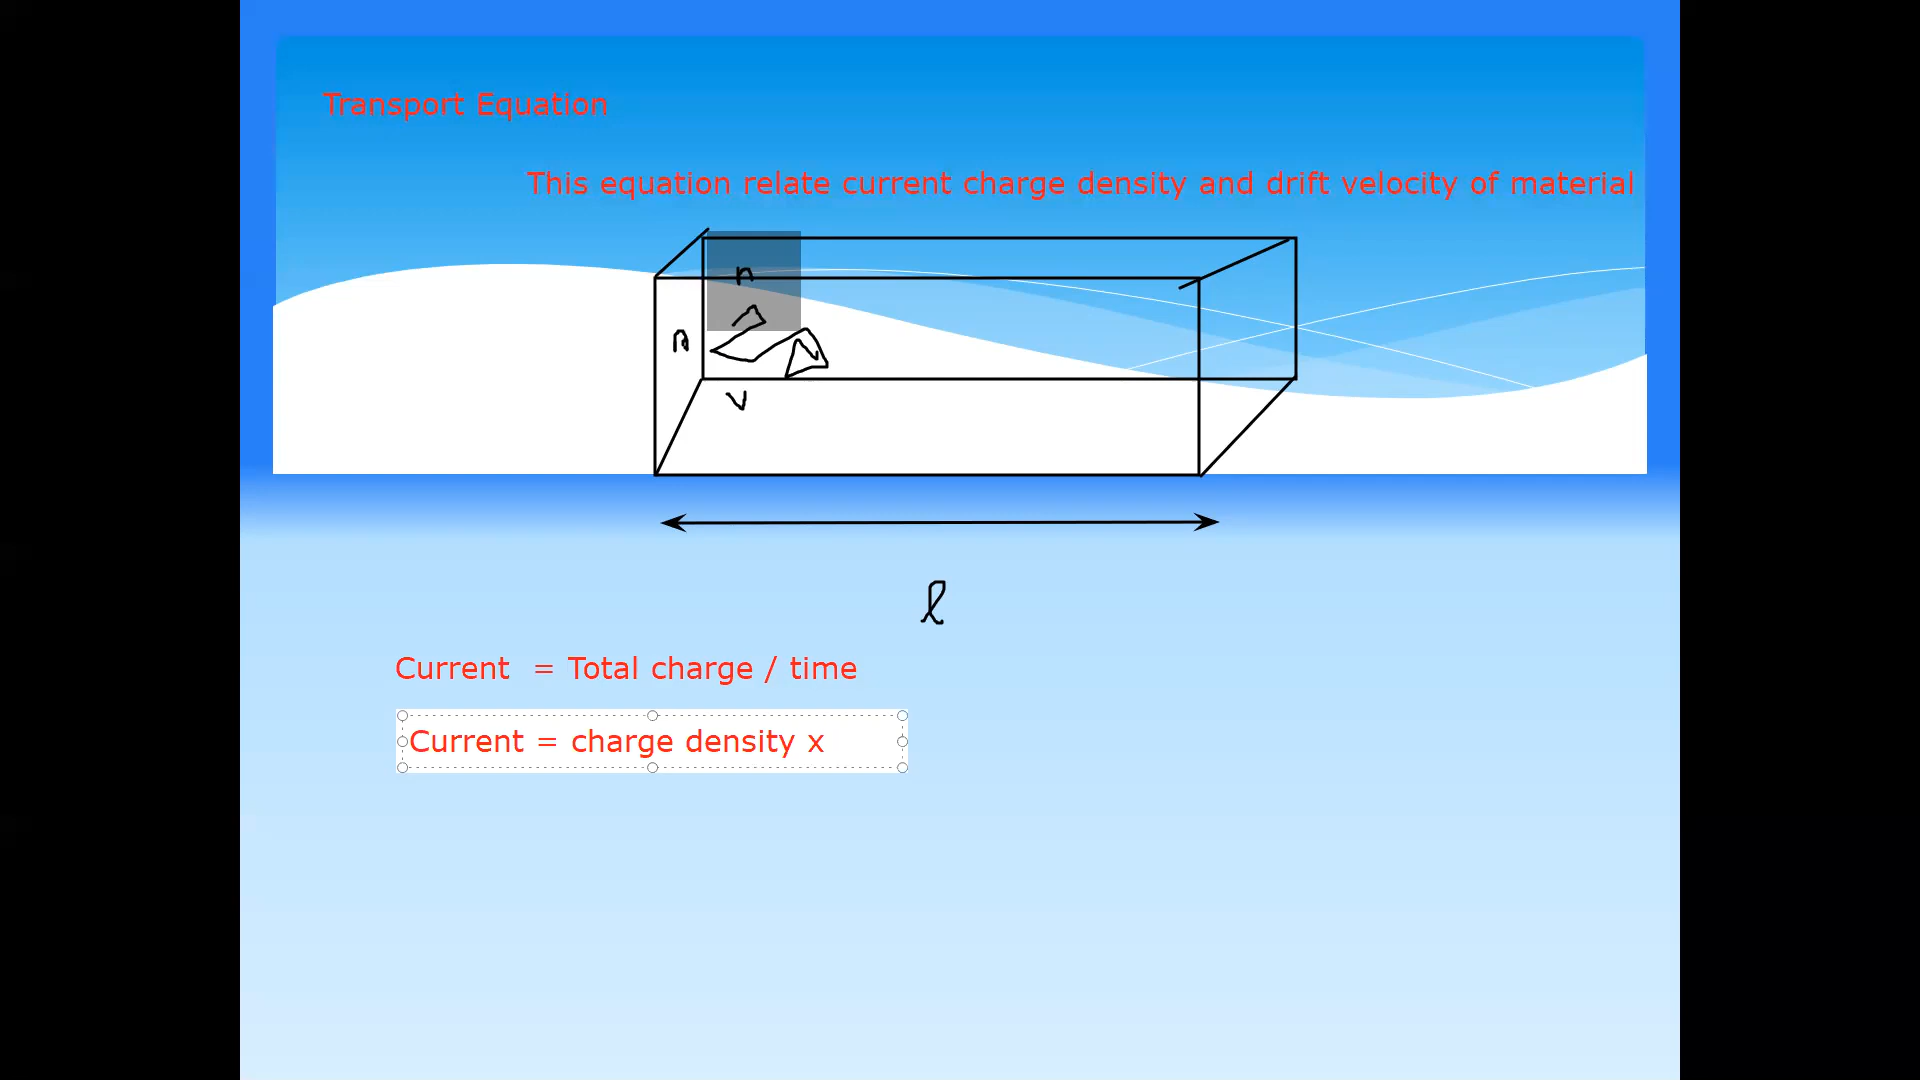 Transport Equation
This equation relate current charge density and drift velocity of material
n
n
v
l
Current = Total charge / time
Current = charge density x